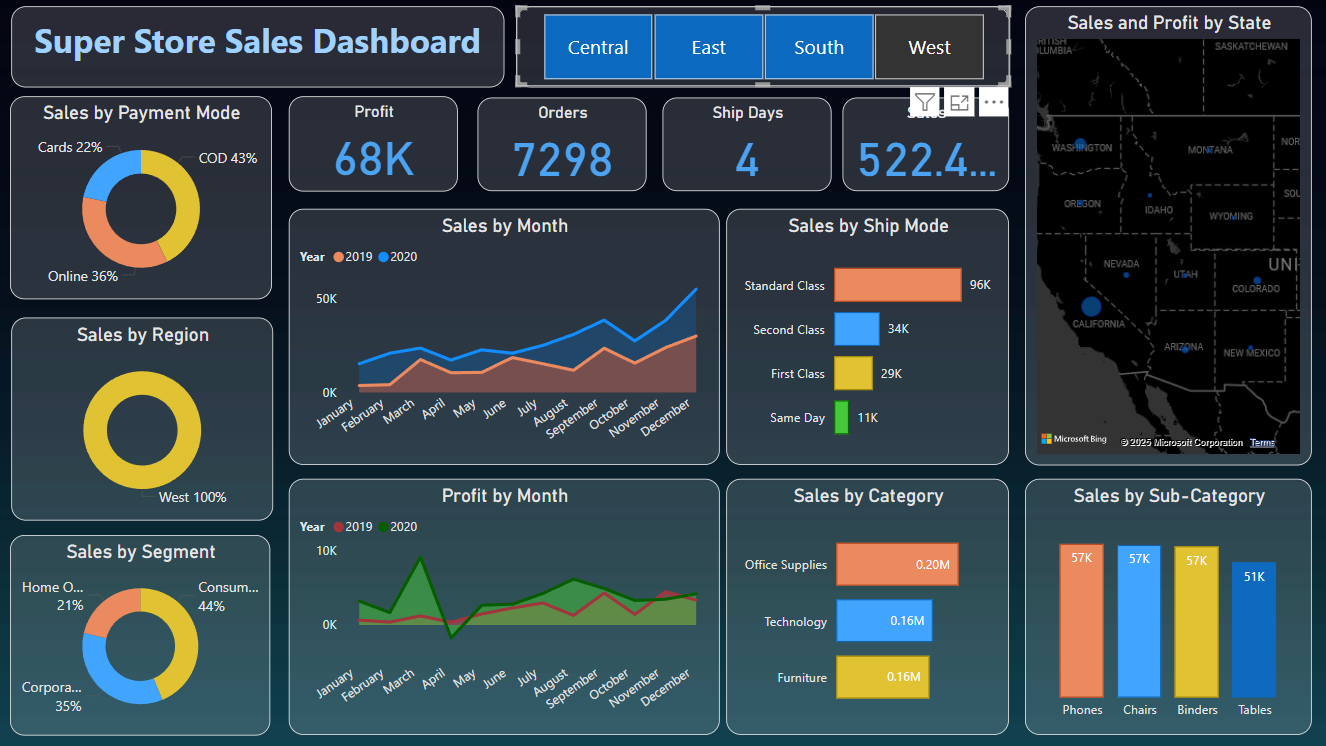 Super Store Sales Dashboard
Central East South West
Sales by Payment Mode
Cards 22%
COD 43%
Online 36%
Profit
68K
Orders
7298
Ship Days
4
Sales
522.4...
Sales and Profit by State
SASKATCHEWAN
WASHINGTON
MONTANA
OREGON
IDAHO
WYOMING
NEVADA
UTAH
COLORADO
CALIFORNIA
ARIZONA
NEW MEXICO
Microsoft Bing
© 2025 Microsoft Corporation Terms
Sales by Region
West 100%
Sales by Segment
Home O...
21%
Consum...
44%
Corpora...
35%
Sales by Month
Year 2019 2020
50K
0K
January February March April May June July August September October November December
Sales by Ship Mode
Standard Class 96K
Second Class 34K
First Class 29K
Same Day 11K
Profit by Month
Year 2019 2020
10K
0K
January February March April May June July August September October November December
Sales by Category
Office Supplies 0.20M
Technology 0.16M
Furniture 0.16M
Sales by Sub-Category
57K 57K 57K 51K
Phones Chairs Binders Tables